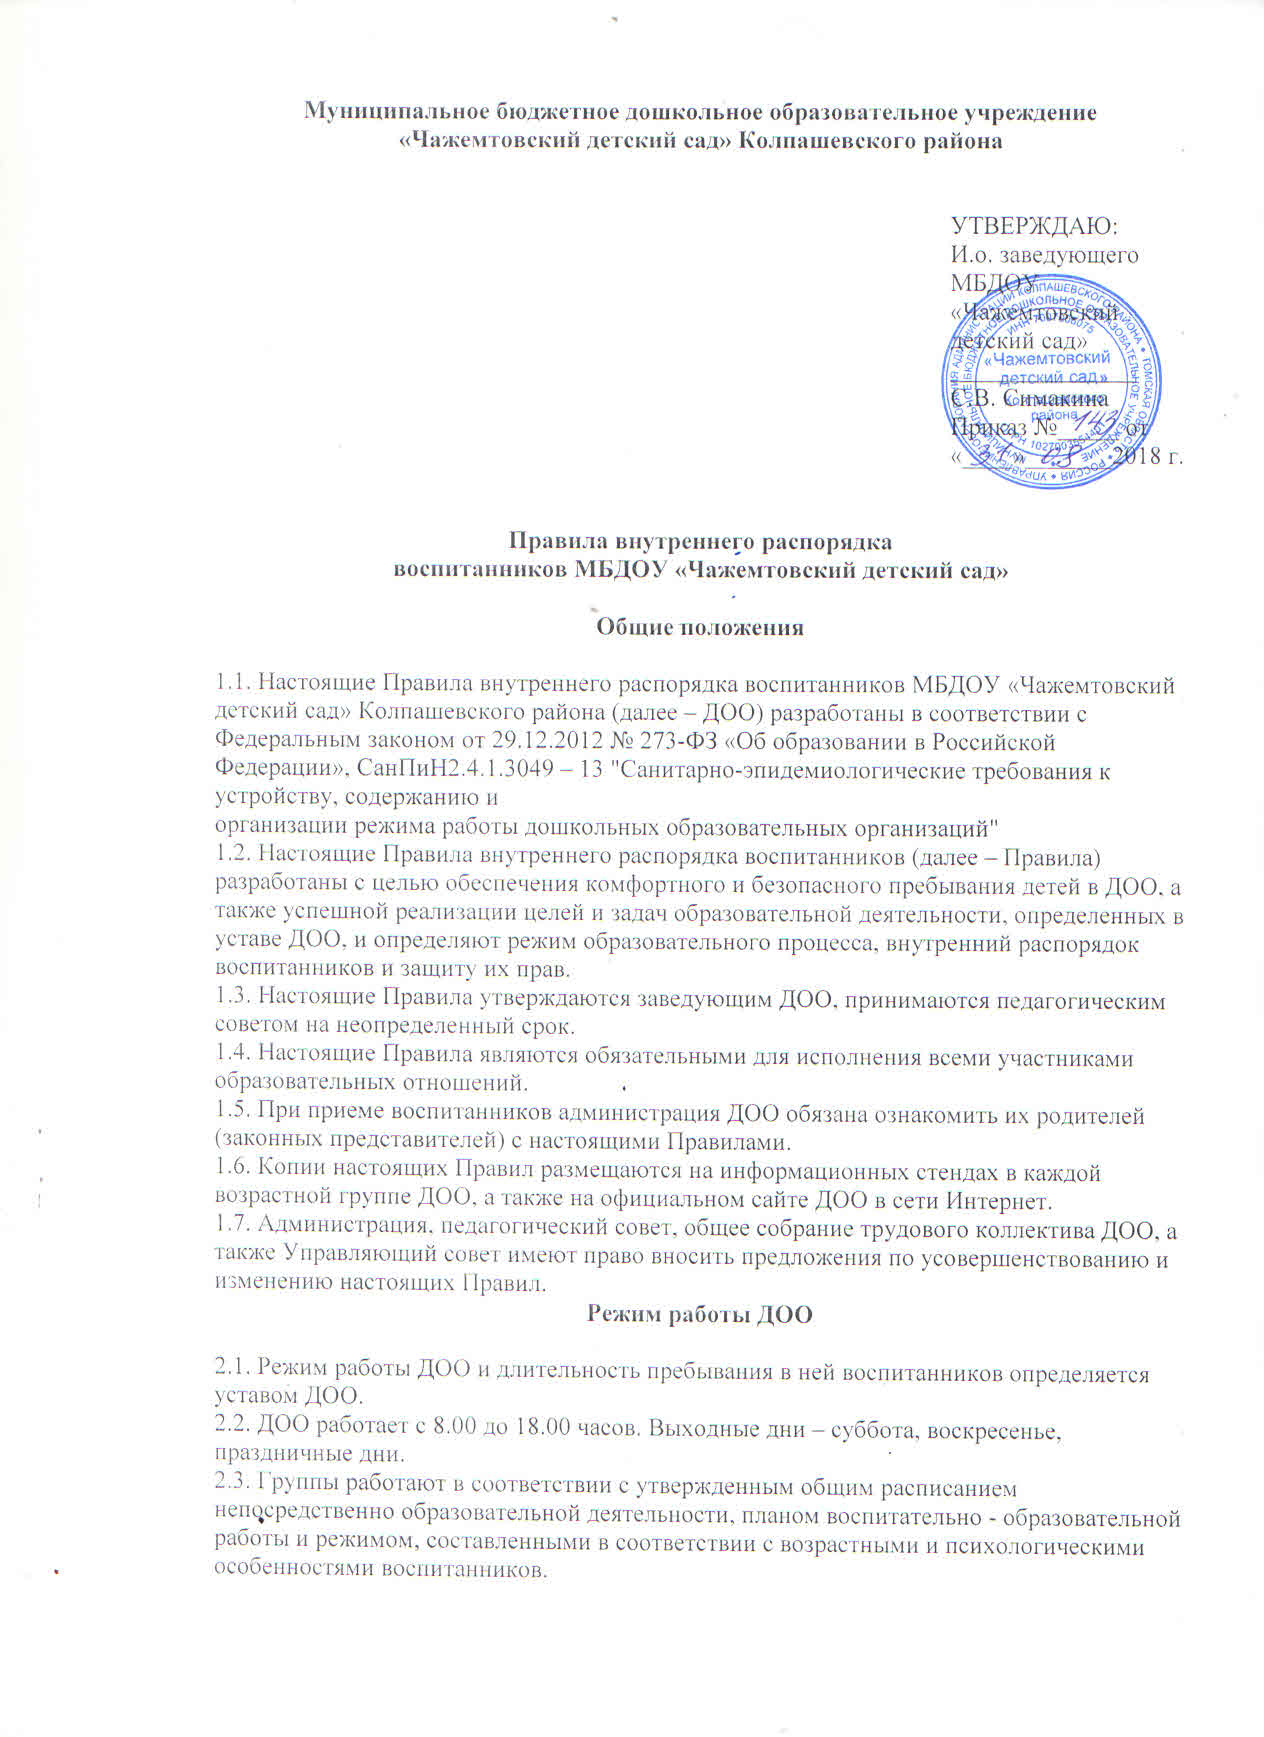 Муниципальное бюджетное дошкольное образовательное учреждение
«Чажемтовский детский сад» Колпашевского района
УТВЕРЖДАЮ:
И.о. заведующего
МБДОУ
«Чажемтовский
детский сад»
С.В. Симакина
Приказ № 143 от
« 31 » 08 2018 г.
«Чажемтовский
детский сад»
Колпашевского
района
Правила внутреннего распорядка
воспитанников МБДОУ «Чажемтовский детский сад»
Общие положения
1.1. Настоящие Правила внутреннего распорядка воспитанников МБДОУ «Чажемтовский
детский сад» Колпашевского района (далее – ДОО) разработаны в соответствии с
Федеральным законом от 29.12.2012 № 273-ФЗ «Об образовании в Российской
Федерации», СанПиН2.4.1.3049 – 13 "Санитарно-эпидемиологические требования к
устройству, содержанию и
организации режима работы дошкольных образовательных организаций"
1.2. Настоящие Правила внутреннего распорядка воспитанников (далее – Правила)
разработаны с целью обеспечения комфортного и безопасного пребывания детей в ДОО, а
также успешной реализации целей и задач образовательной деятельности, определенных в
уставе ДОО, и определяют режим образовательного процесса, внутренний распорядок
воспитанников и защиту их прав.
1.3. Настоящие Правила утверждаются заведующим ДОО, принимаются педагогическим
советом на неопределенный срок.
1.4. Настоящие Правила являются обязательными для исполнения всеми участниками
образовательных отношений.
1.5. При приеме воспитанников администрация ДОО обязана ознакомить их родителей
(законных представителей) с настоящими Правилами.
1.6. Копии настоящих Правил размещаются на информационных стендах в каждой
возрастной группе ДОО, а также на официальном сайте ДОО в сети Интернет.
1.7. Администрация, педагогический совет, общее собрание трудового коллектива ДОО, а
также Управляющий совет имеют право вносить предложения по усовершенствованию и
изменению настоящих Правил.
Режим работы ДОО
2.1. Режим работы ДОО и длительность пребывания в ней воспитанников определяется
уставом ДОО.
2.2. ДОО работает с 8.00 до 18.00 часов. Выходные дни – суббота, воскресенье,
праздничные дни.
2.3. Группы работают в соответствии с утвержденным общим расписанием
непосредственно образовательной деятельности, планом воспитательно - образовательной
работы и режимом, составленными в соответствии с возрастными и психологическими
особенностями воспитанников.